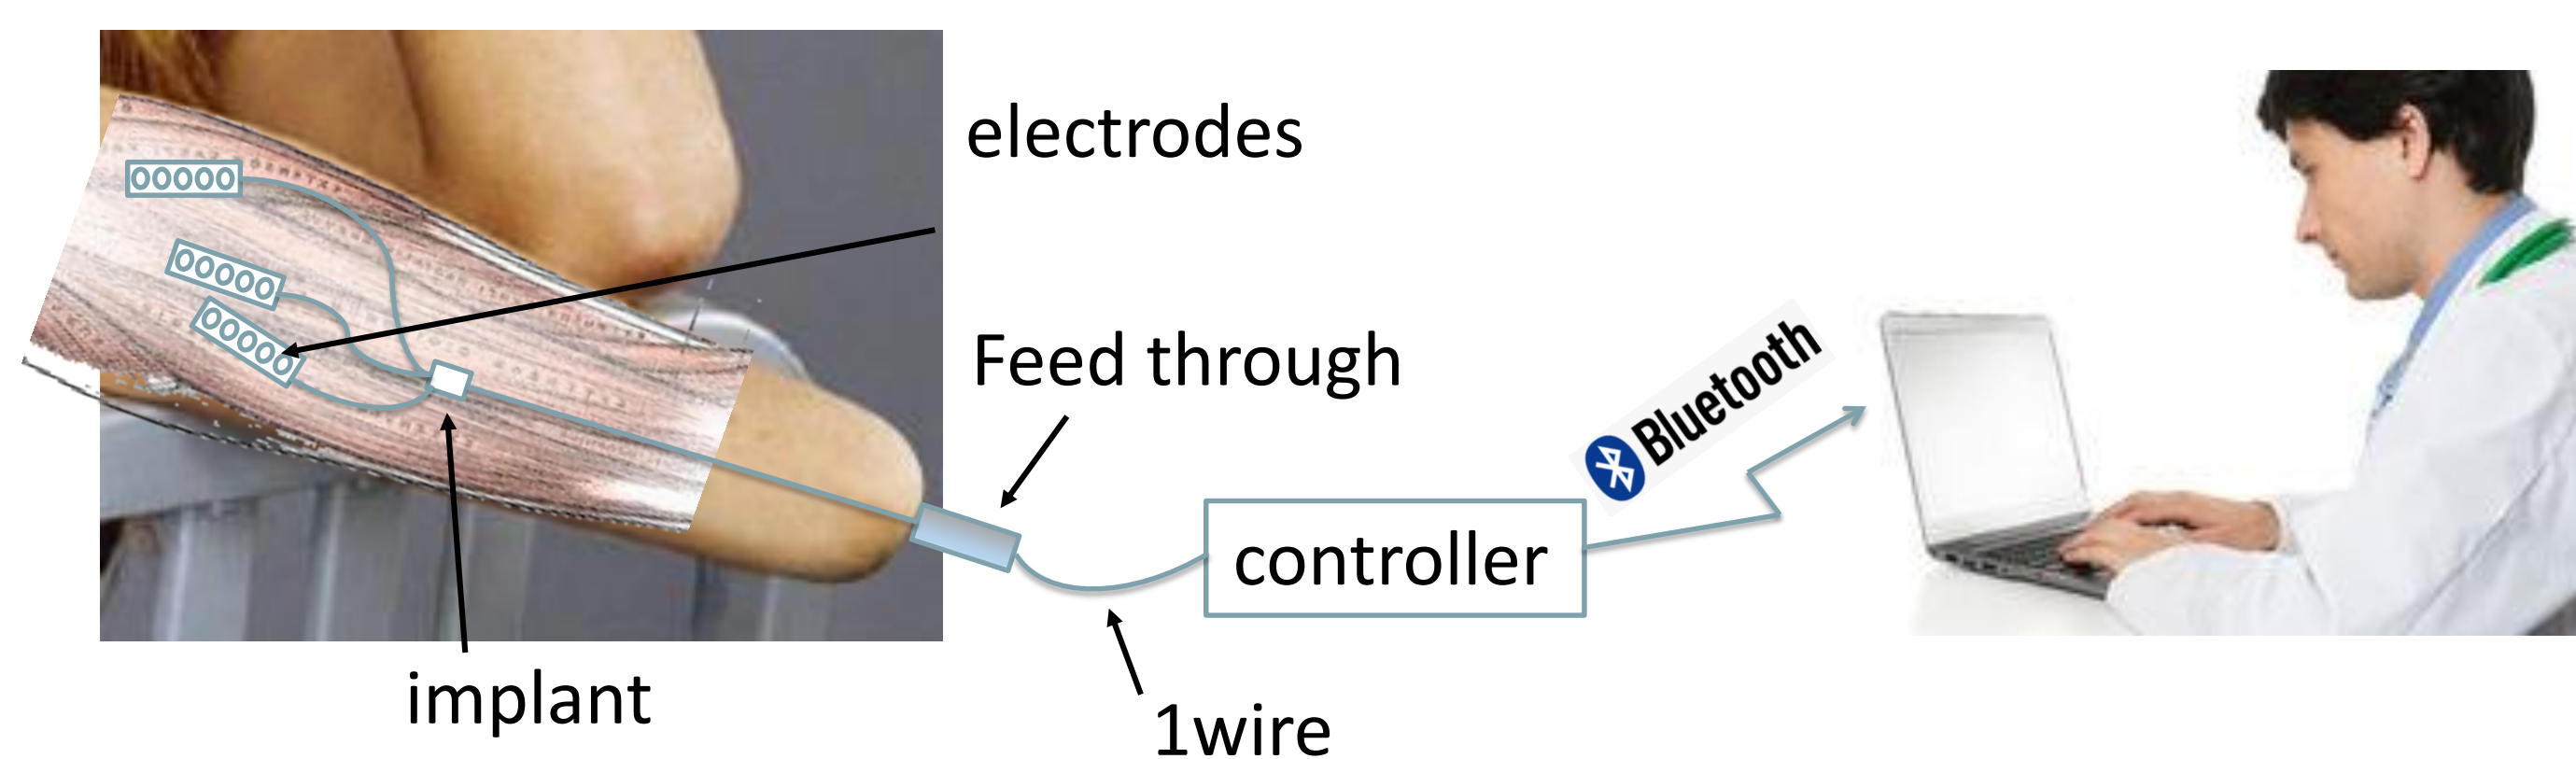 electrodes
Feed through
Bluetooth
controller
implant
1wire